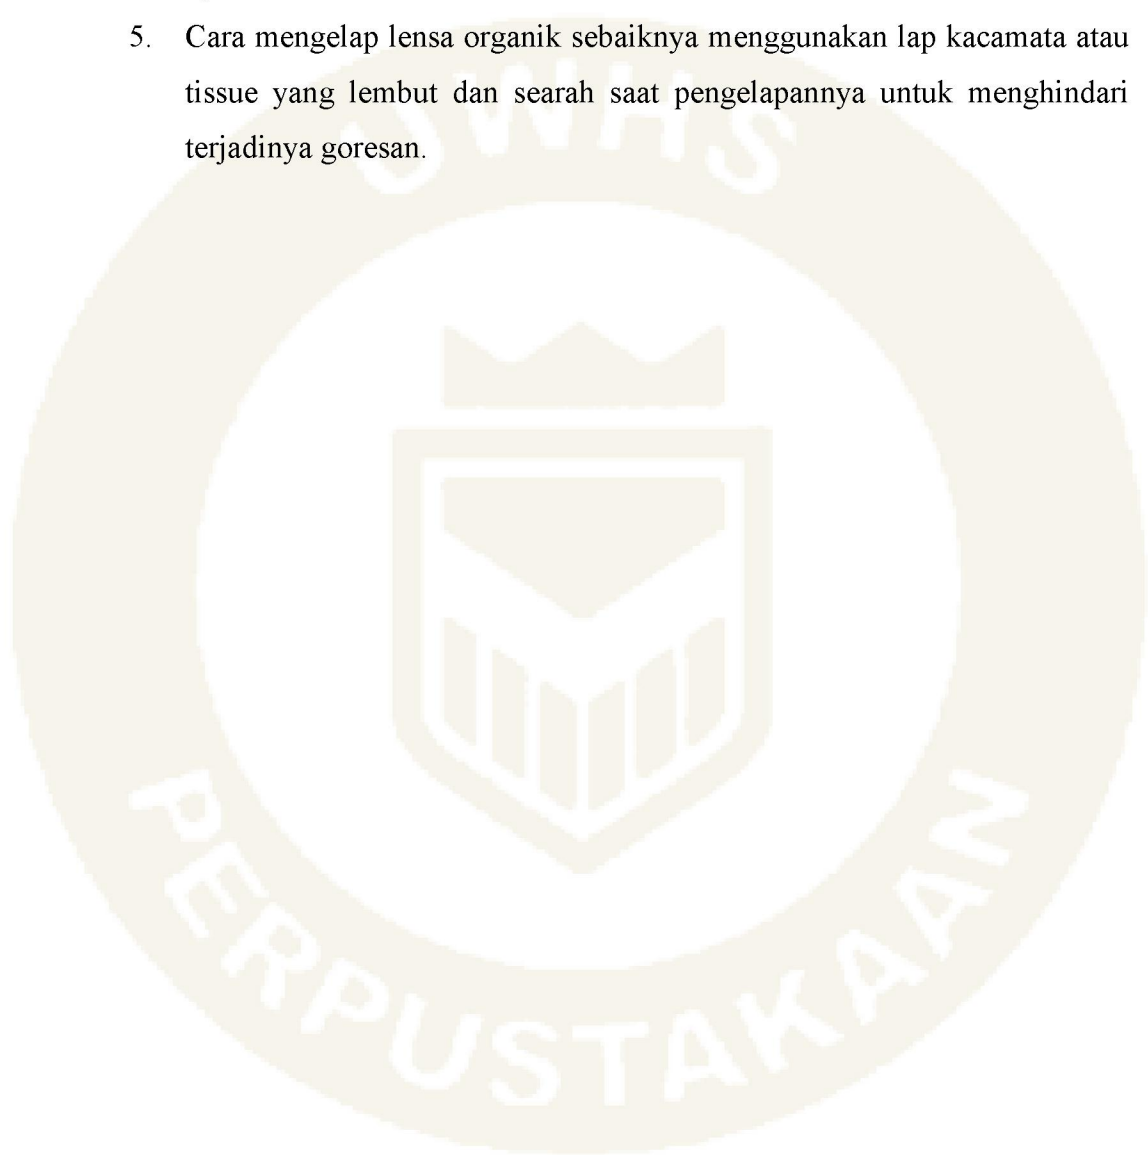 5. Cara mengelap lensa organik sebaiknya menggunakan lap kacamata atau
tissue yang lembut dan searah saat pengelapannya untuk menghindari
terjadinya goresan.
UWHS
PERPUSTAKAAN